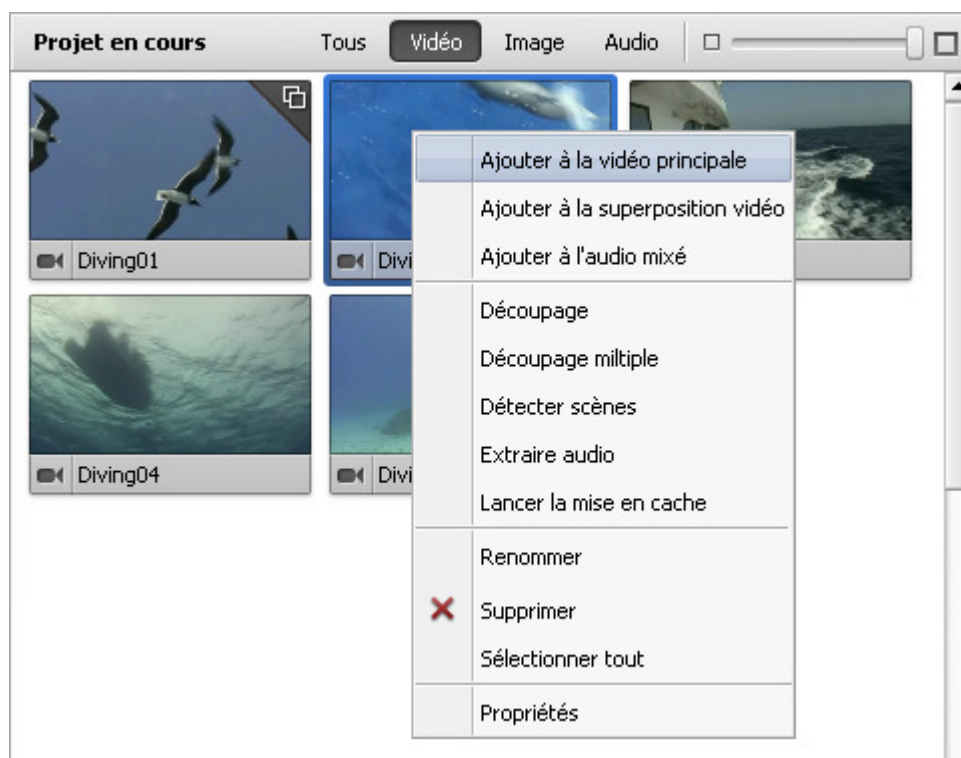 Projet en cours Tous Vidéo Image Audio
Diving01
Divi
Diving04
Divi
Ajouter à la vidéo principale
Ajouter à la superposition vidéo
Ajouter à l'audio mixé
Découpage
Découpage miltiple
Détecter scènes
Extraire audio
Lancer la mise en cache
Renommer
Supprimer
Sélectionner tout
Propriétés